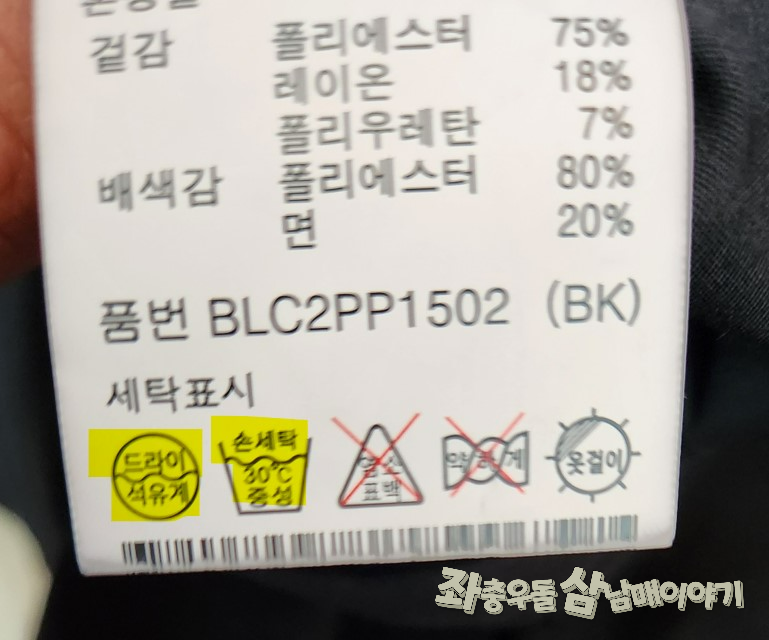 겉감 폴리에스터 75%
레이온 18%
폴리우레탄 7%
배색감 폴리에스터 80%
면 20%
품번 BLC2PP1502 (BK)
세탁표시
드라이 손세탁 염소 약하게 옷걸이
석유계 30℃ 표백
중성
좌충우돌 삼남매이야기